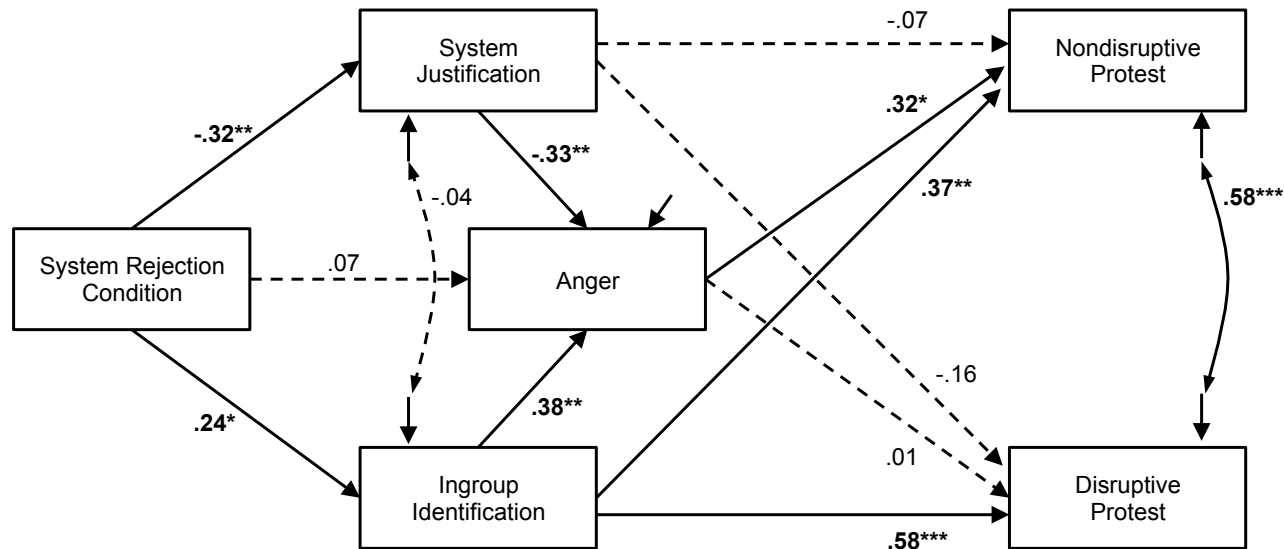 System
Justification
-.07
Nondisruptive
Protest
-.32**
.32*
-.33**
.37**
-.04
.58***
System Rejection
Condition
.07
Anger
-.16
.24*
.38**
.01
Ingroup
Identification
Disruptive
Protest
.58***